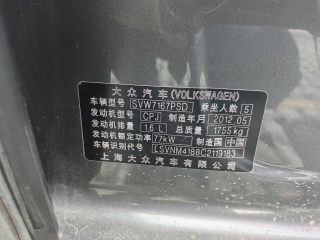 大众汽车(VOLKSWAGEN)
车辆型号 SVW7167PSD 乘坐人数 5
发动机型号 CPJ 制造年月 2012.05
发动机排量 1.6 L 总质量 1755kg
发动机额定功率 77kW 制造国 中国
车辆识别代号 LSVNM4188C2119183
上海大众汽车有限公司